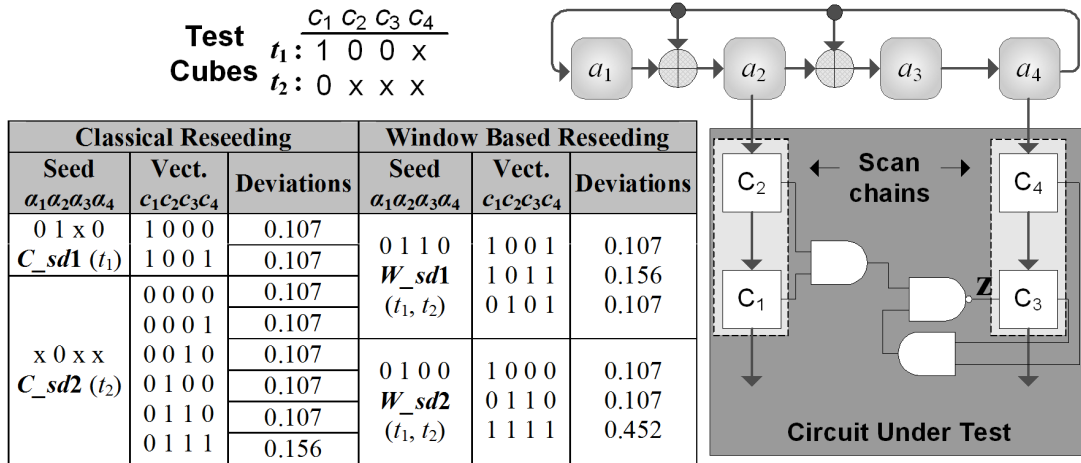 Test Cubes
c1 c2 c3 c4
t1: 1 0 0 x
t2: 0 x x x
a1 a2 a3 a4
Classical Reseeding Window Based Reseeding
Seed α1α2α3α4 Vect. c1c2c3c4 Deviations Seed α1α2α3α4 Vect. c1c2c3c4 Deviations
0 1 x 0
C_sd1 (t1)
1 0 0 0 0.107
1 0 0 1 0.107
x 0 x x
C_sd2 (t2)
0 0 0 0 0.107
0 0 0 1 0.107
0 0 1 0 0.107
0 1 0 0 0.107
0 1 1 0 0.107
0 1 1 1 0.156
0 1 1 0
W_sd1
(t1, t2)
1 0 0 1 0.107
1 0 1 1 0.156
0 1 0 1 0.107
0 1 0 0
W_sd2
(t1, t2)
1 0 0 0 0.107
0 1 1 0 0.107
1 1 1 1 0.452
Scan chains
C2 C4
C1 Z C3
Circuit Under Test